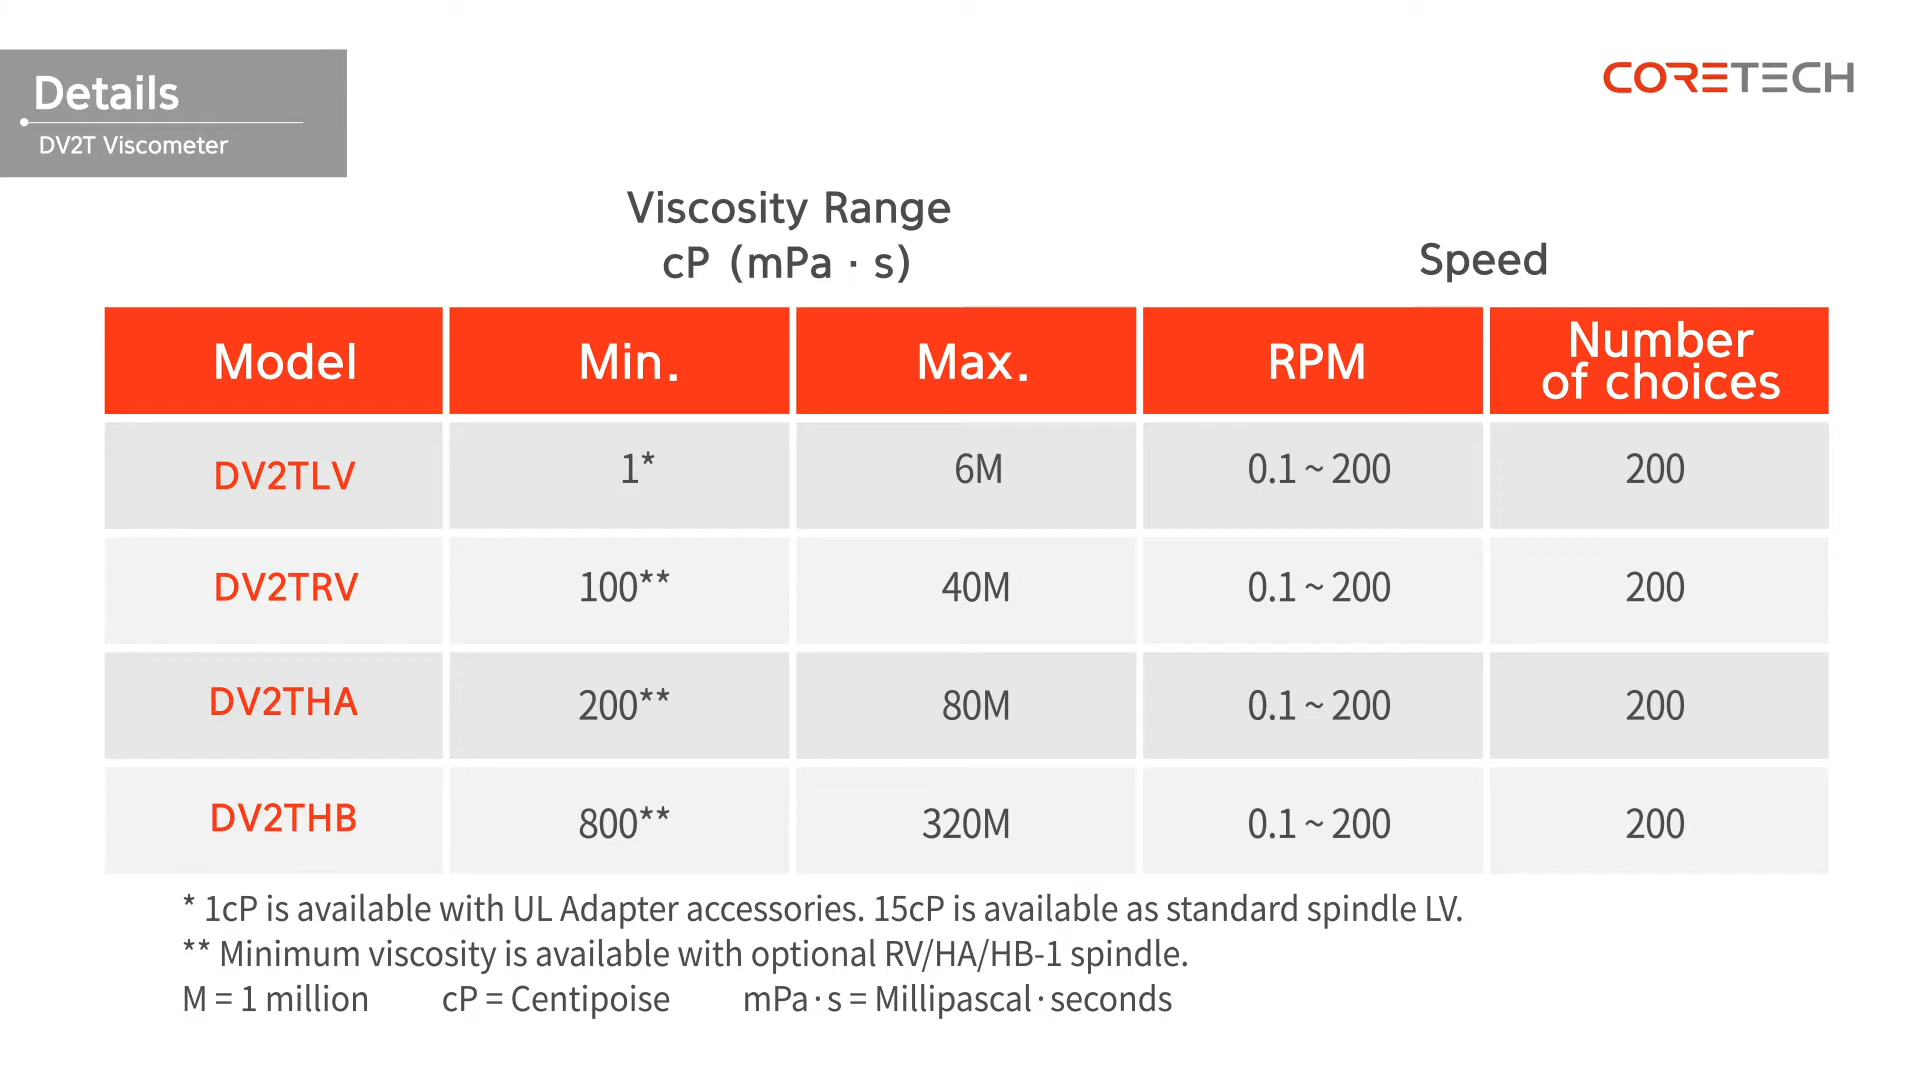 Details
DV2T Viscometer
CORETECH
Viscosity Range
cP (mPa · s)
Speed
Model Min. Max. RPM Number of choices
DV2TLV 1* 6M 0.1 ~ 200 200
DV2TRV 100** 40M 0.1 ~ 200 200
DV2THA 200** 80M 0.1 ~ 200 200
DV2THB 800** 320M 0.1 ~ 200 200
* 1cP is available with UL Adapter accessories. 15cP is available as standard spindle LV.
** Minimum viscosity is available with optional RV/HA/HB-1 spindle.
M = 1 million cP = Centipoise mPa·s = Millipascal·seconds